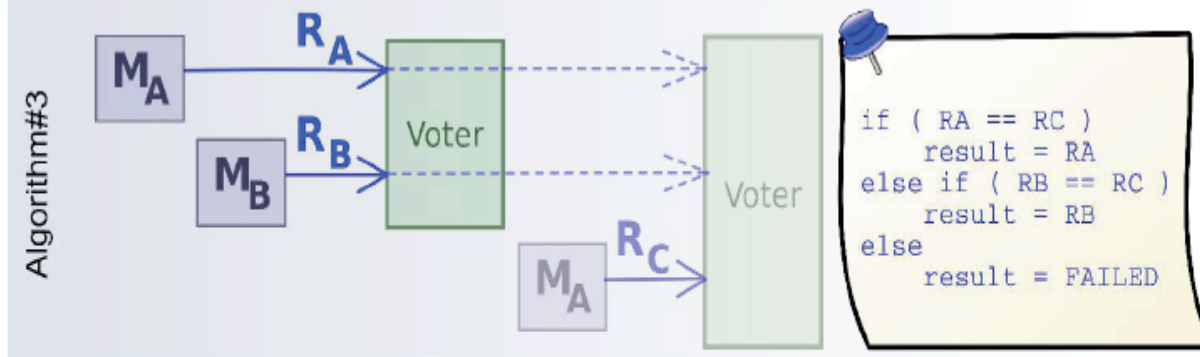 Algorithm#3
MA
RA
MB
RB
Voter
MA
RC
Voter
if ( RA == RC )
    result = RA
else if ( RB == RC )
    result = RB
else
    result = FAILED